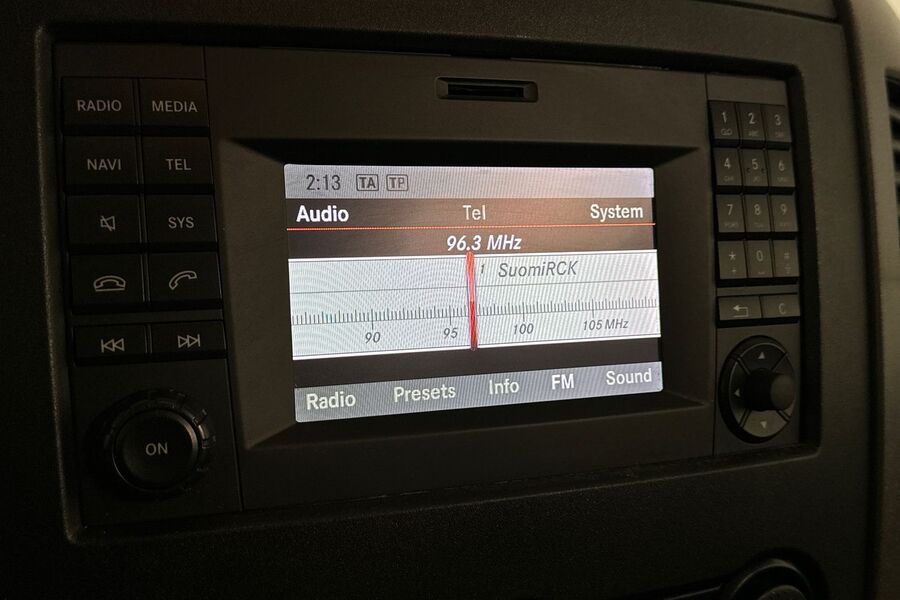 RADIO MEDIA
NAVI TEL
SYS
ON
2:13 TA TP
Audio Tel System
96.3 MHz
1 SuomiRCK
90 95 100 105 MHz
Radio Presets Info FM Sound
1 2 3
4 5 6
7 8 9
* 0 #
C